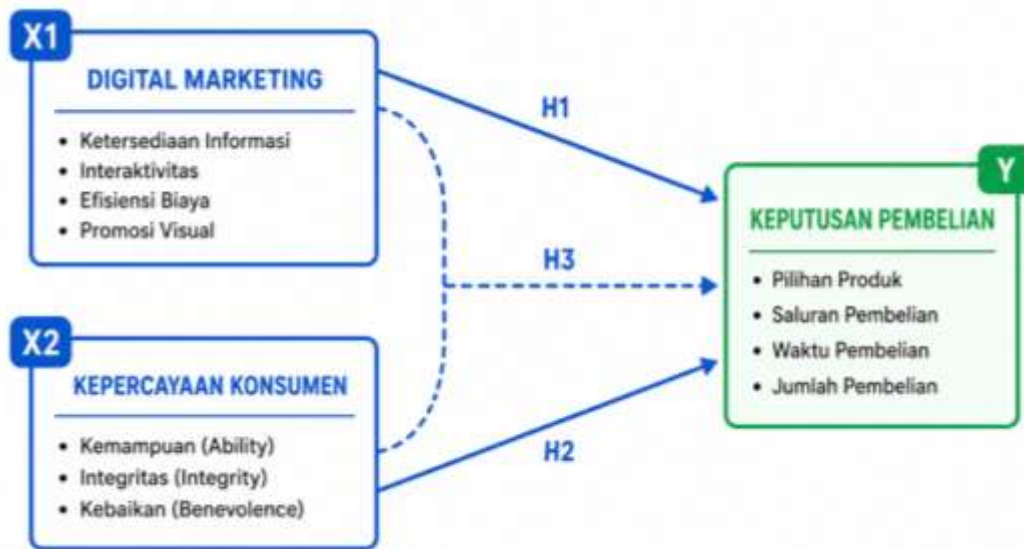 X1
DIGITAL MARKETING
• Ketersediaan Informasi
• Interaktivitas
• Efisiensi Biaya
• Promosi Visual
H1
Y
KEPUTUSAN PEMBELIAN
• Pilihan Produk
• Saluran Pembelian
• Waktu Pembelian
• Jumlah Pembelian
H3
X2
KEPERCAYAAN KONSUMEN
• Kemampuan (Ability)
• Integritas (Integrity)
• Kebaikan (Benevolence)
H2